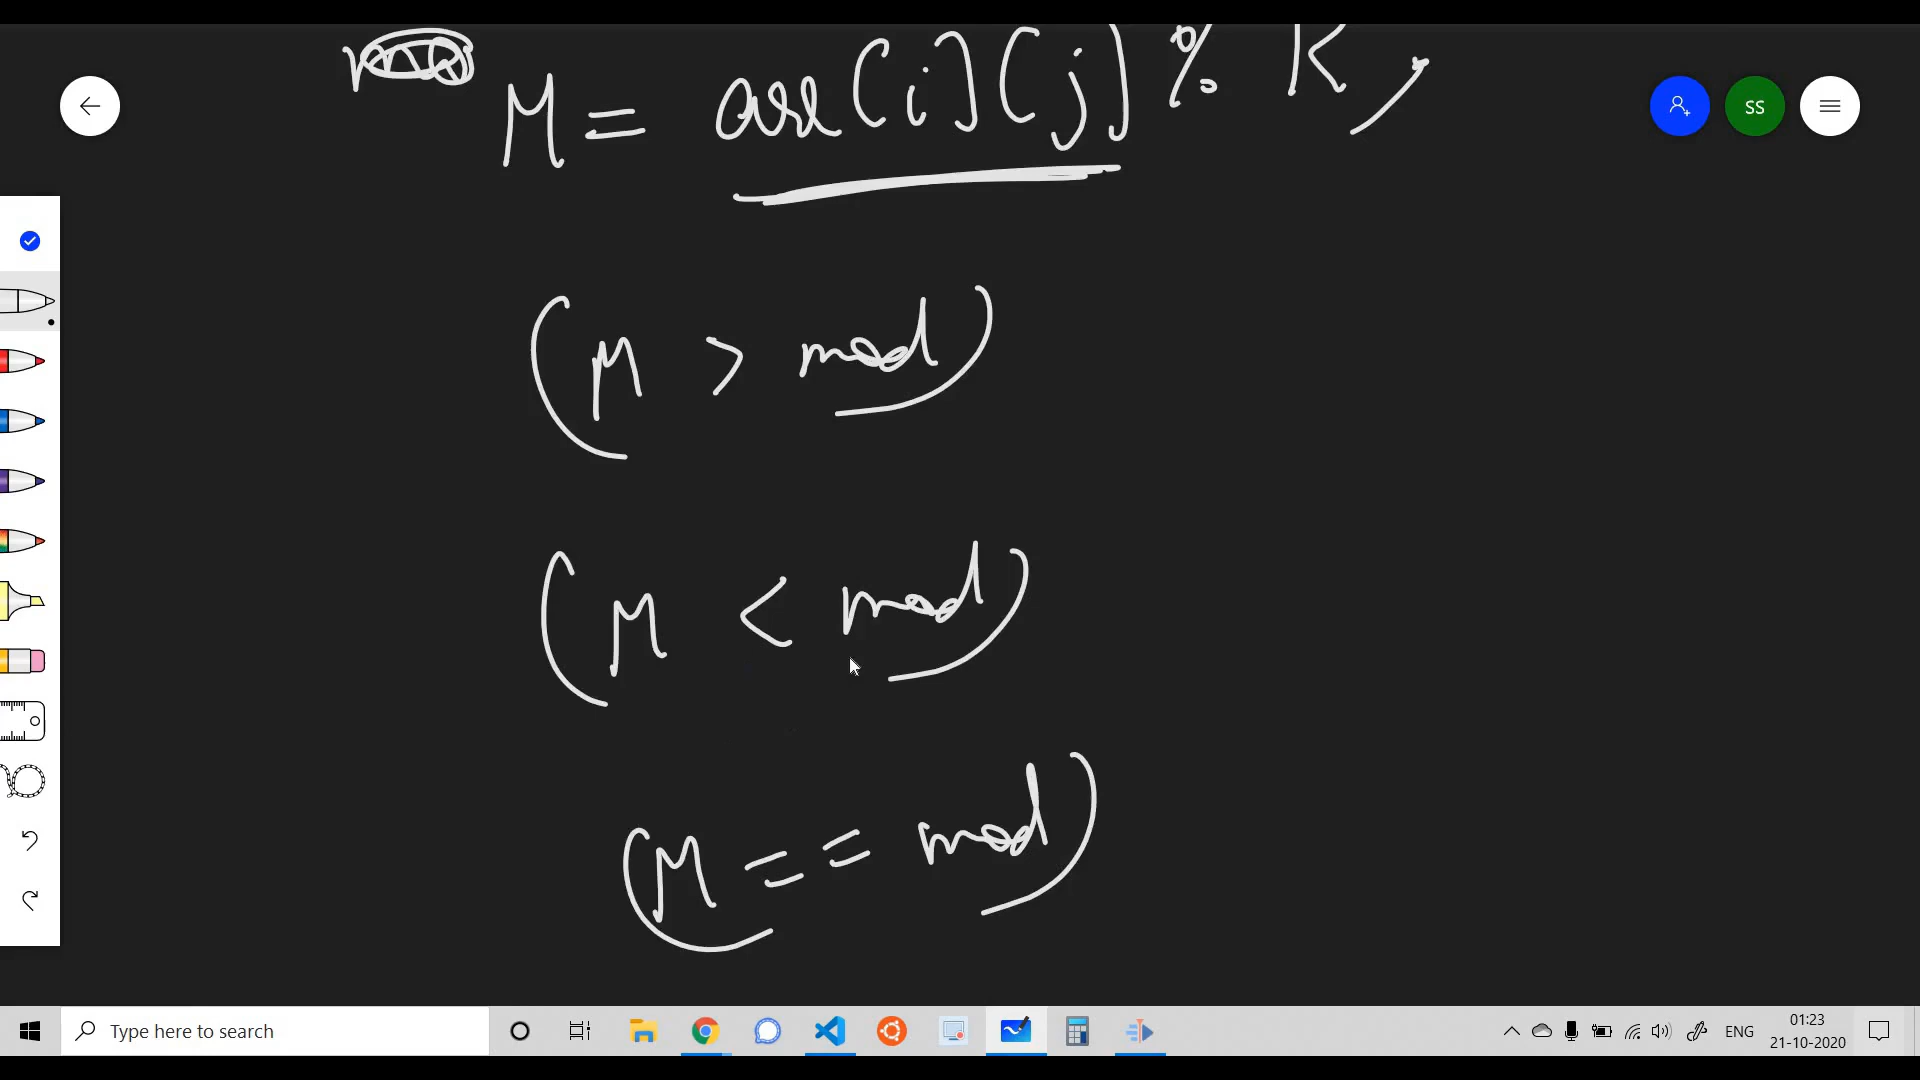 M = arr[i][j] % K,
SS
(M > mod)
(M < mod)
(M == mod)
Type here to search
ENG
01:23
21-10-2020